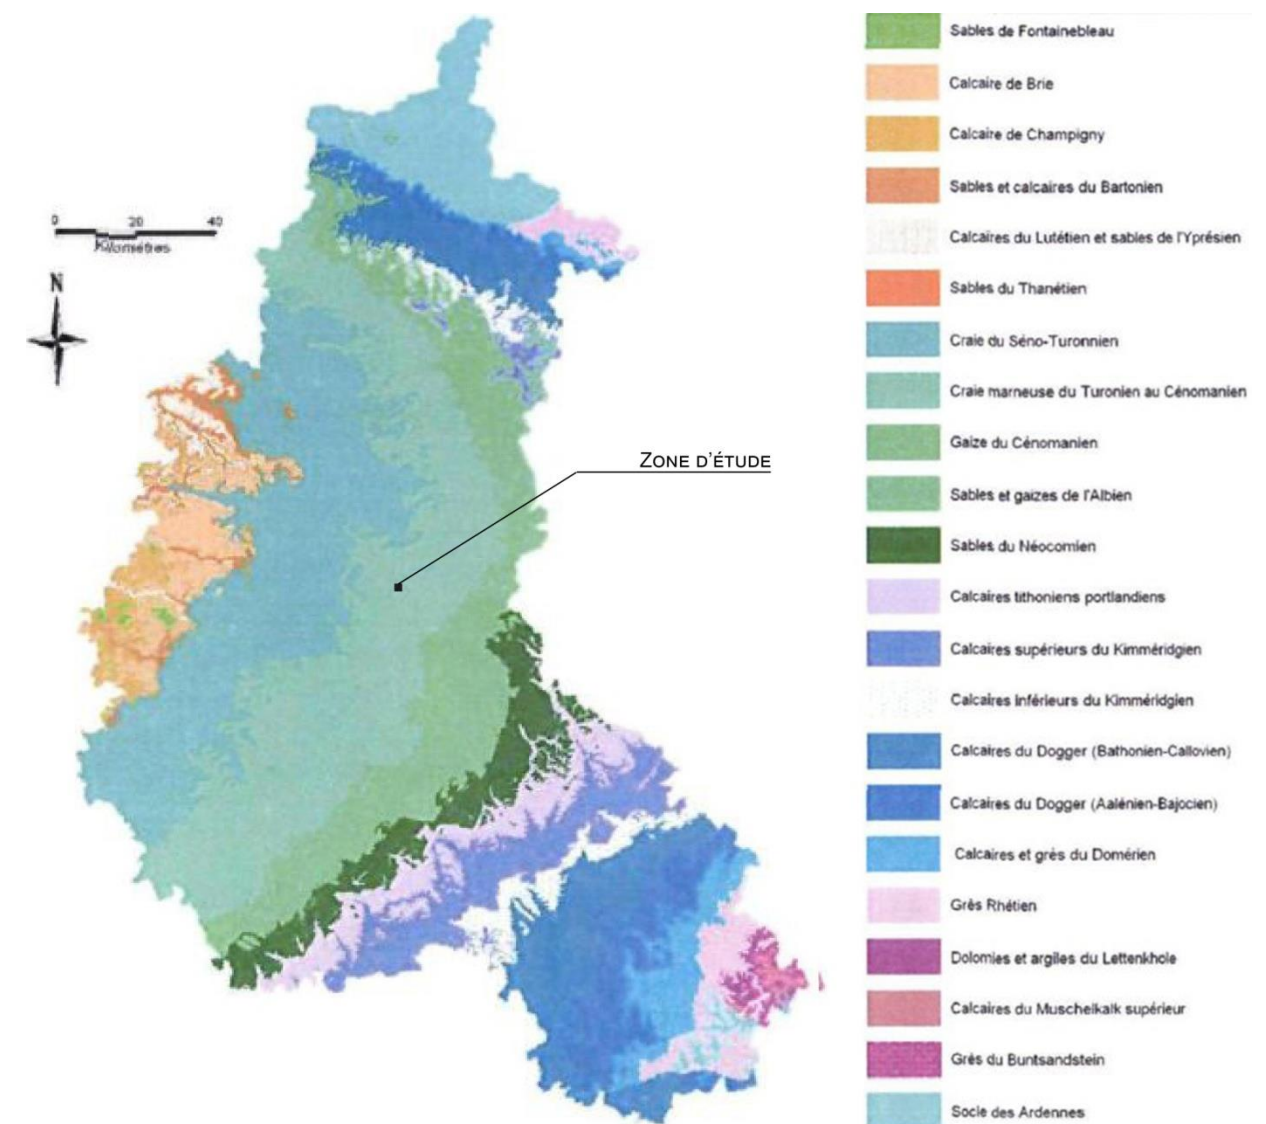 Sables de Fontainebleau
Calcaire de Brie
Calcaire de Champigny
Sables et calcaires du Bartonien
Calcaires du Lutétien et sables de l'Yprésien
Sables du Thanétien
Craie du Séno-Turonnien
Craie marneuse du Turonien au Cénomanien
Gaize du Cénomanien
Sables et gaizes de l'Albien
Sables du Néocomien
Calcaires tithoniens portlandiens
Calcaires supérieurs du Kimméridgien
Calcaires inférieurs du Kimméridgien
Calcaires du Dogger (Bathonien-Callovien)
Calcaires du Dogger (Aalénien-Bajocien)
Calcaires et grès du Domérien
Grès Rhétien
Dolomies et argiles du Lettenkhole
Calcaires du Muschelkalk supérieur
Grès du Buntsandstein
Socle des Ardennes
0 20 40
Kilomètres
N
ZONE D'ÉTUDE